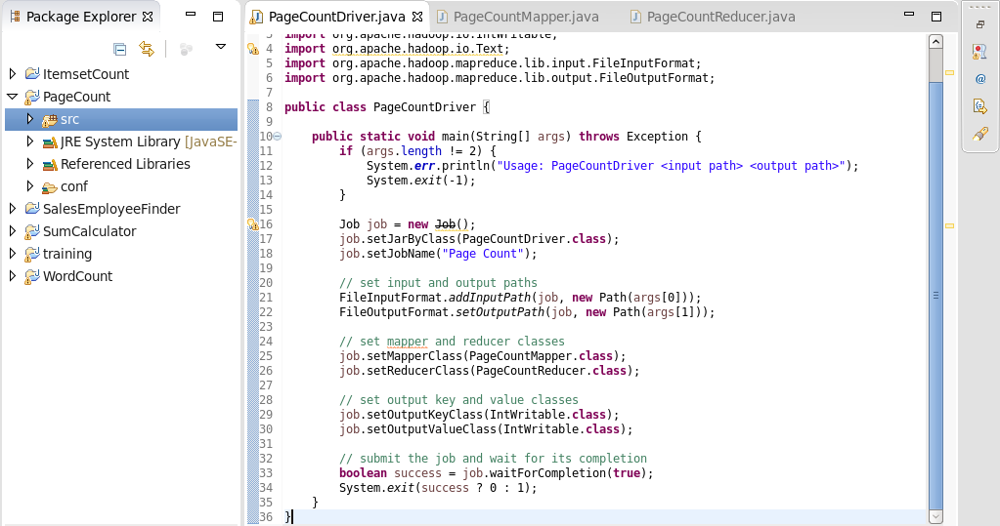 Package Explorer
PageCountDriver.java
PageCountMapper.java
PageCountReducer.java
ItemsetCount
PageCount
src
JRE System Library [JavaSE-
Referenced Libraries
conf
SalesEmployeeFinder
SumCalculator
training
WordCount
3 import org.apache.hadoop.io.IntWritable;
4 import org.apache.hadoop.io.Text;
5 import org.apache.hadoop.mapreduce.lib.input.FileInputFormat;
6 import org.apache.hadoop.mapreduce.lib.output.FileOutputFormat;
7
8 public class PageCountDriver {
9
10 public static void main(String[] args) throws Exception {
11 if (args.length != 2) {
12 System.err.println("Usage: PageCountDriver <input path> <output path>");
13 System.exit(-1);
14 }
15
16 Job job = new Job();
17 job.setJarByClass(PageCountDriver.class);
18 job.setJobName("Page Count");
19
20 // set input and output paths
21 FileInputFormat.addInputPath(job, new Path(args[0]));
22 FileOutputFormat.setOutputPath(job, new Path(args[1]));
23
24 // set mapper and reducer classes
25 job.setMapperClass(PageCountMapper.class);
26 job.setReducerClass(PageCountReducer.class);
27
28 // set output key and value classes
29 job.setOutputKeyClass(IntWritable.class);
30 job.setOutputValueClass(IntWritable.class);
31
32 // submit the job and wait for its completion
33 boolean success = job.waitForCompletion(true);
34 System.exit(success ? 0 : 1);
35 }
36 }